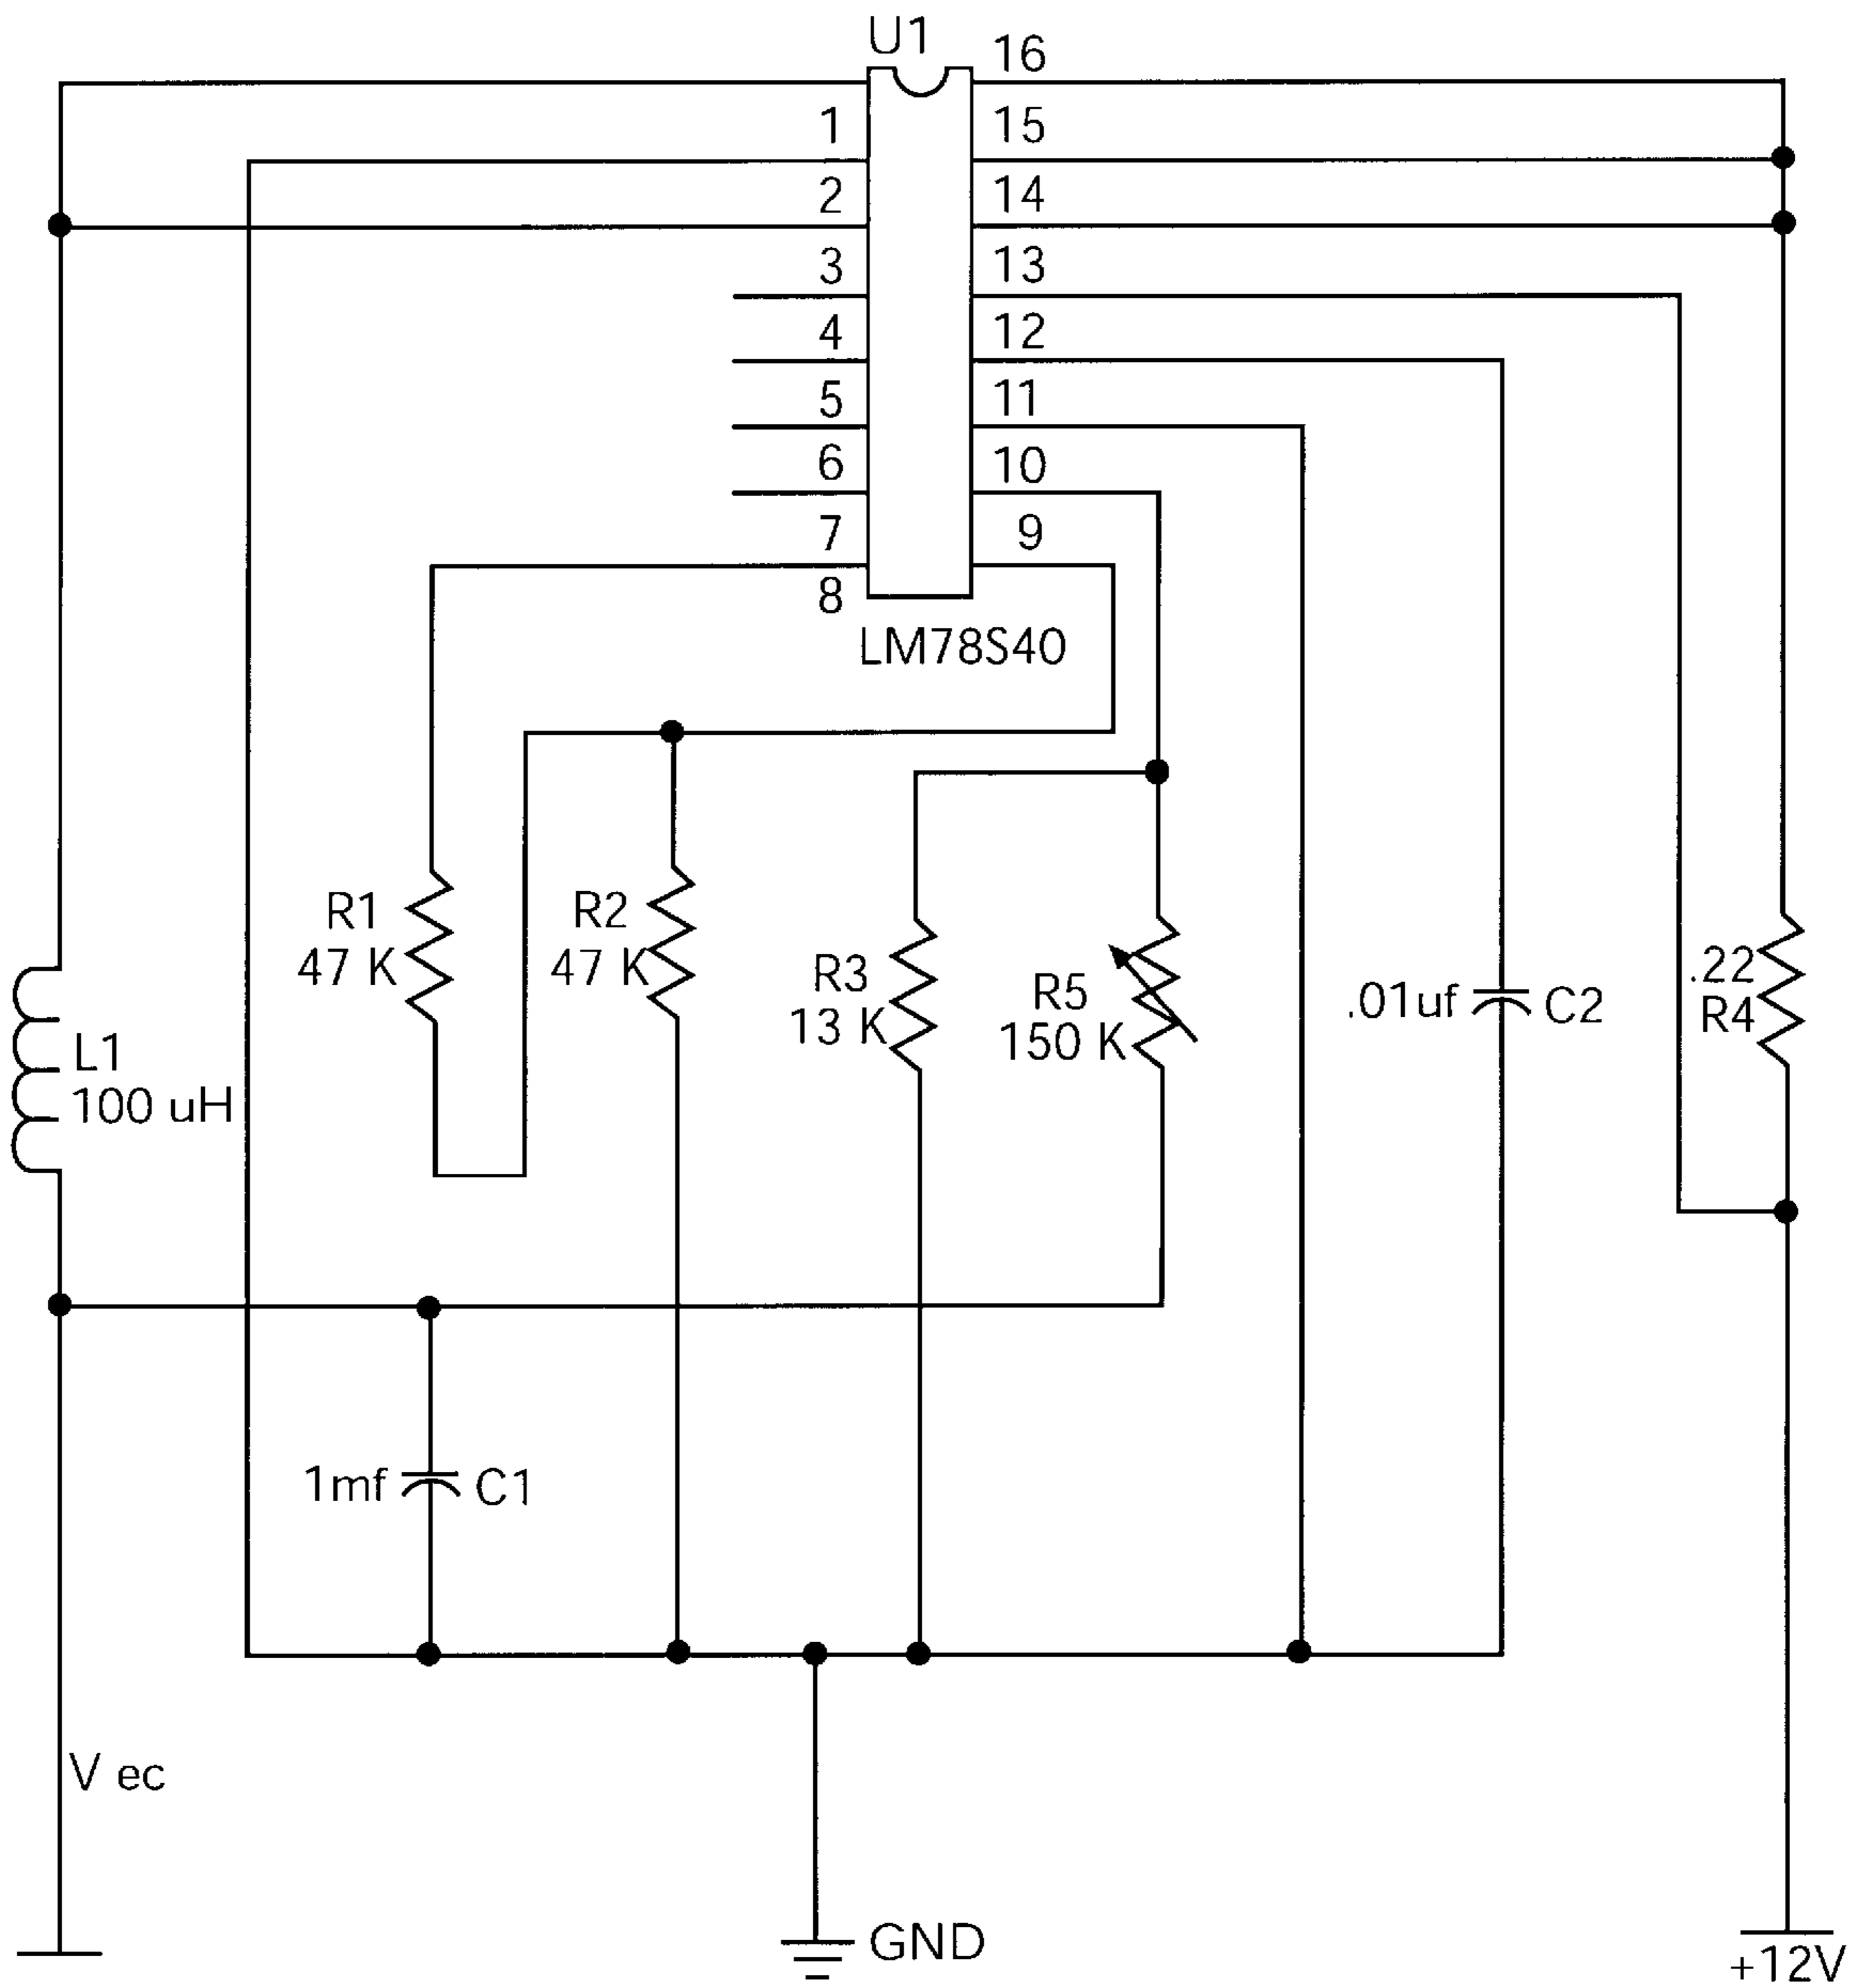 U1
16
1
15
2
14
3
13
4
12
5
11
6
10
7
9
8
LM78S40
R1
47 K
R2
47 K
R3
13 K
R5
150 K
.01uf
C2
.22
R4
L1
100 uH
1mf
C1
V ec
GND
+12V